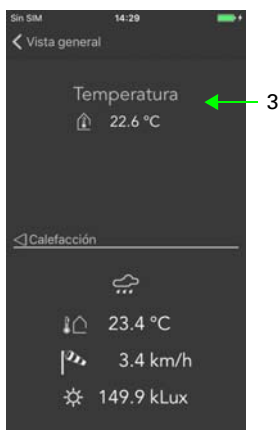 Sin SIM 14:29
Vista general
Temperatura
3
22.6 °C
Calefacción
23.4 °C
3.4 km/h
149.9 kLux